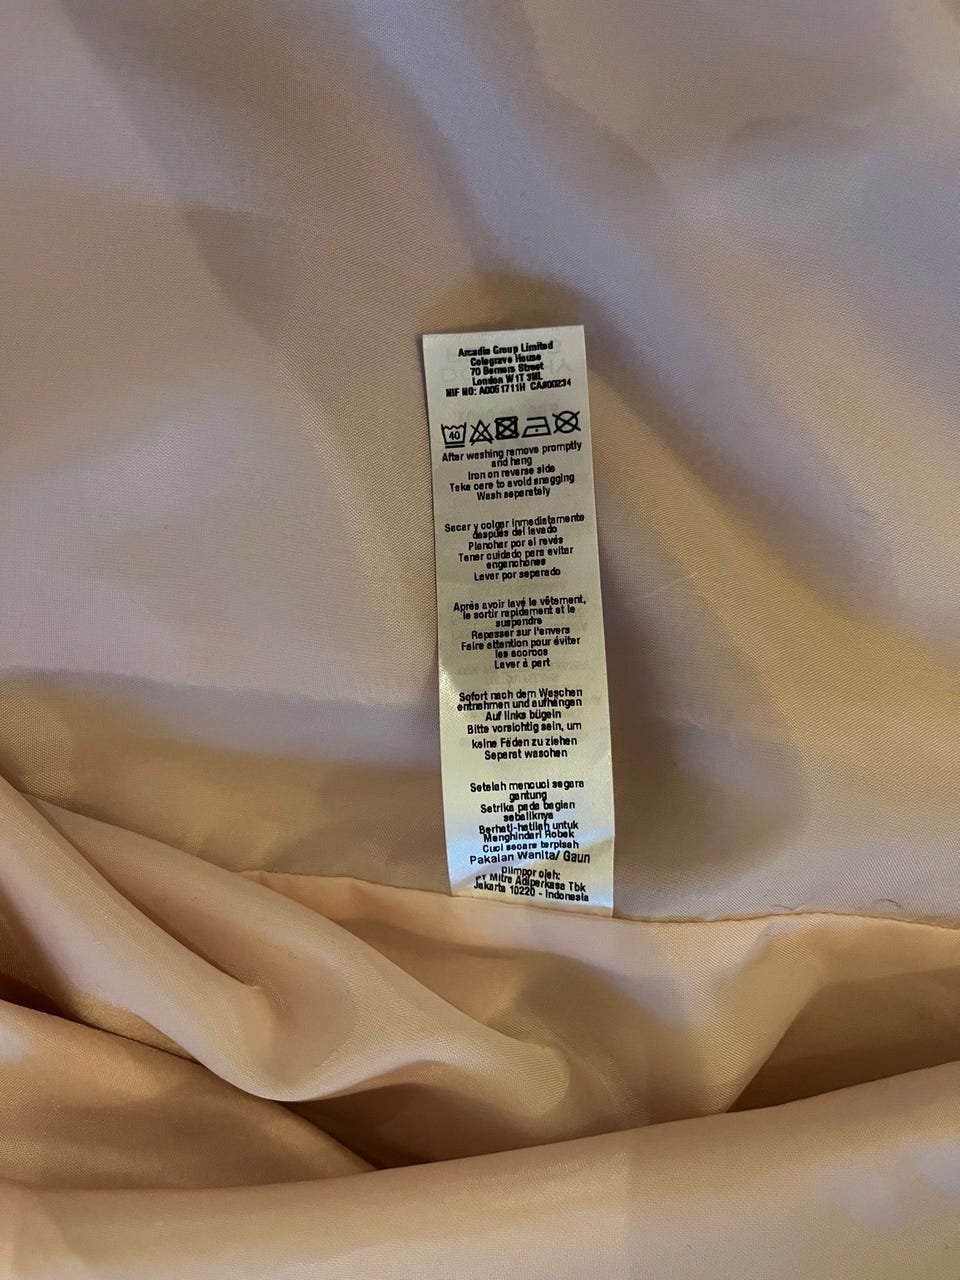 Arcadia Group Limited
Colegrave House
70 Berners Street
London W1T 3NL
NIF NO: A0061711H CA#00234
40
After washing remove promptly
and hang
Iron on reverse side
Take care to avoid snagging
Wash separately
Sacar y colgar inmediatamente
después del lavado
Planchar por el revés
Tener cuidado para evitar
enganchones
Lavar por separado
Après avoir lavé le vêtement,
le sortir rapidement et le
suspendre
Repasser sur l'envers
Faire attention pour éviter
les accrocs
Laver à part
Sofort nach dem Waschen
entnehmen und aufhängen
Auf links bügeln
Bitte vorsichtig sein, um
keine Fäden zu ziehen
Separat waschen
Setelah mencuci segara
gantung
Setrika pada bagian
sebaliknya
Berhati-hatilah untuk
Menghindari Robek
Cuci secara terpisah
Pakaian Wanita/ Gaun
Diimpor oleh:
PT Mitra Adiperkasa Tbk
Jakarta 10220 - Indonesia